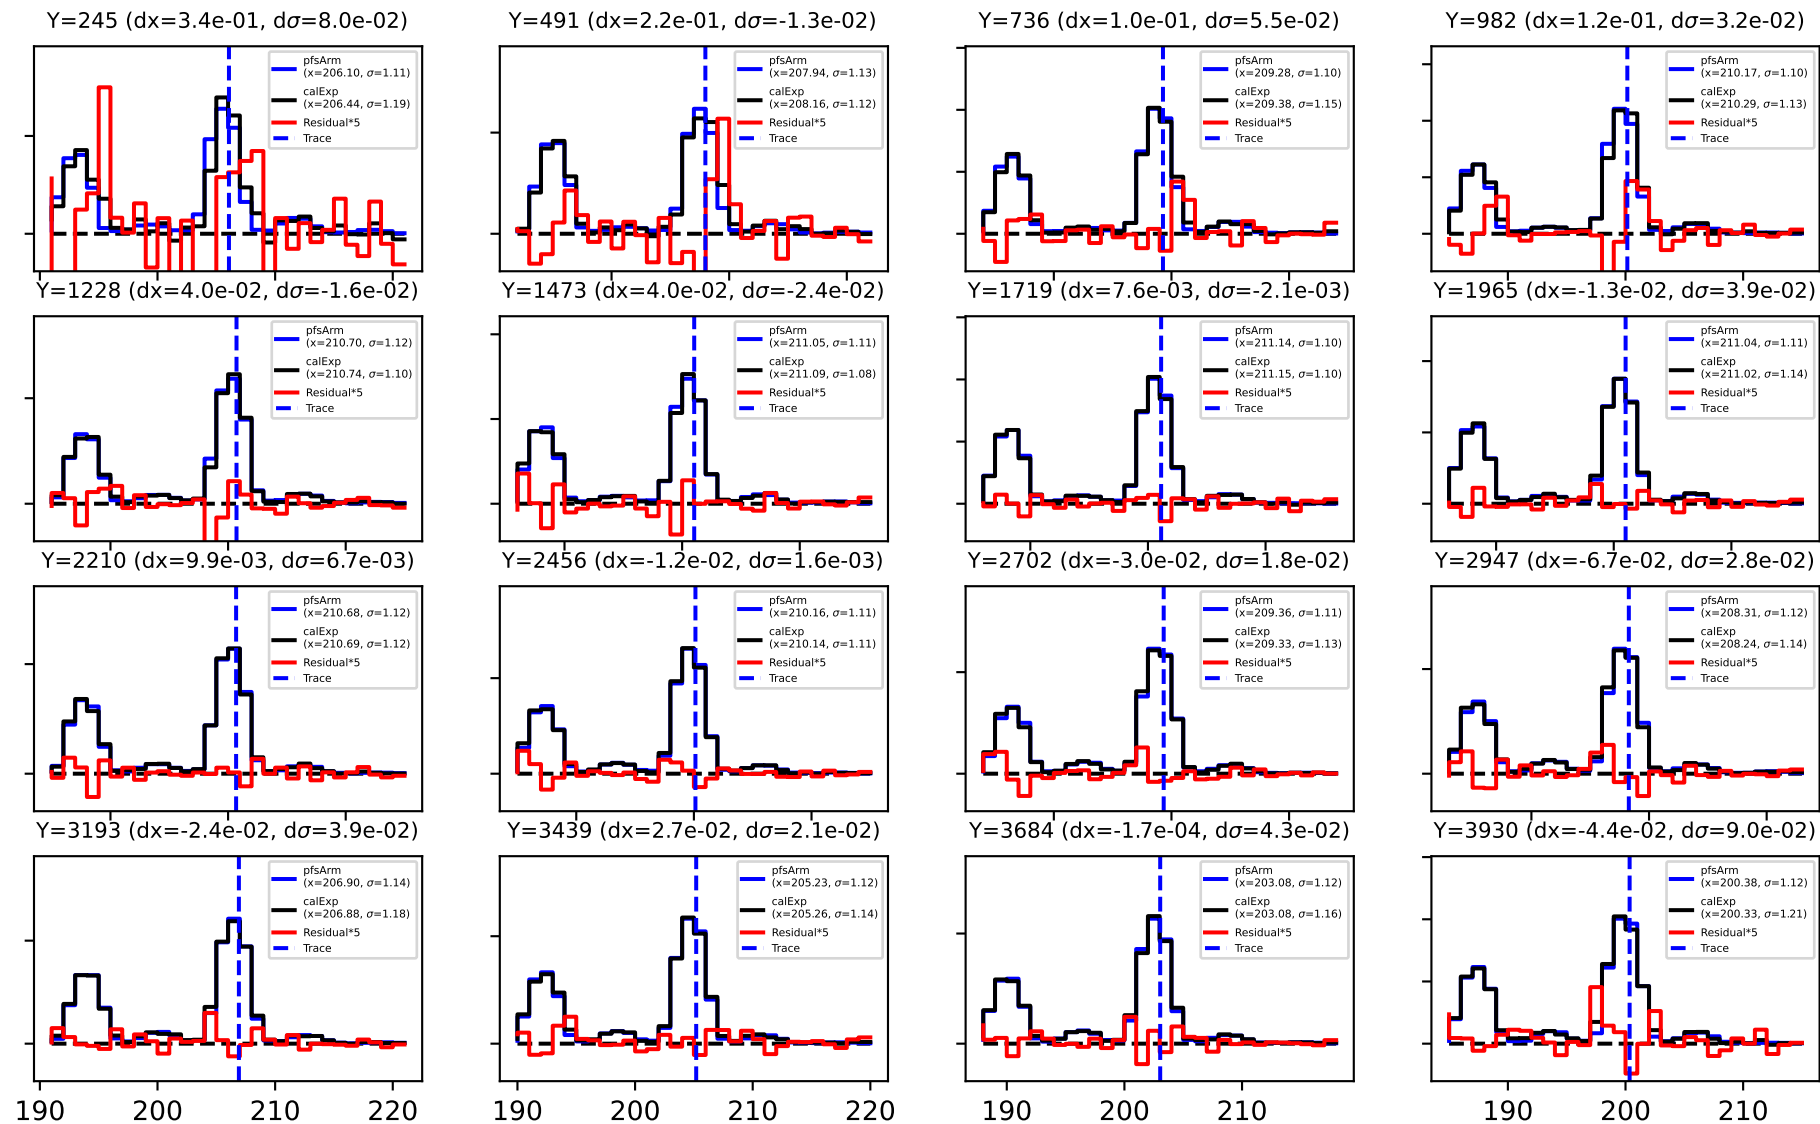 Y=245 (dx=3.4e-01, dσ=8.0e-02)
pfsArm
(x=206.10, σ=1.11)
calExp
(x=206.44, σ=1.19)
Residual*5
Trace
Y=491 (dx=2.2e-01, dσ=-1.3e-02)
pfsArm
(x=207.94, σ=1.13)
calExp
(x=208.16, σ=1.12)
Residual*5
Trace
Y=736 (dx=1.0e-01, dσ=5.5e-02)
pfsArm
(x=209.28, σ=1.10)
calExp
(x=209.38, σ=1.15)
Residual*5
Trace
Y=982 (dx=1.2e-01, dσ=3.2e-02)
pfsArm
(x=210.17, σ=1.10)
calExp
(x=210.29, σ=1.13)
Residual*5
Trace
Y=1228 (dx=4.0e-02, dσ=-1.6e-02)
pfsArm
(x=210.70, σ=1.12)
calExp
(x=210.74, σ=1.10)
Residual*5
Trace
Y=1473 (dx=4.0e-02, dσ=-2.4e-02)
pfsArm
(x=211.05, σ=1.11)
calExp
(x=211.09, σ=1.08)
Residual*5
Trace
Y=1719 (dx=7.6e-03, dσ=-2.1e-03)
pfsArm
(x=211.14, σ=1.10)
calExp
(x=211.15, σ=1.10)
Residual*5
Trace
Y=1965 (dx=-1.3e-02, dσ=3.9e-02)
pfsArm
(x=211.04, σ=1.11)
calExp
(x=211.02, σ=1.14)
Residual*5
Trace
Y=2210 (dx=9.9e-03, dσ=6.7e-03)
pfsArm
(x=210.68, σ=1.12)
calExp
(x=210.69, σ=1.12)
Residual*5
Trace
Y=2456 (dx=-1.2e-02, dσ=1.6e-03)
pfsArm
(x=210.16, σ=1.11)
calExp
(x=210.14, σ=1.11)
Residual*5
Trace
Y=2702 (dx=-3.0e-02, dσ=1.8e-02)
pfsArm
(x=209.36, σ=1.11)
calExp
(x=209.33, σ=1.13)
Residual*5
Trace
Y=2947 (dx=-6.7e-02, dσ=2.8e-02)
pfsArm
(x=208.31, σ=1.12)
calExp
(x=208.24, σ=1.14)
Residual*5
Trace
Y=3193 (dx=-2.4e-02, dσ=3.9e-02)
pfsArm
(x=206.90, σ=1.14)
calExp
(x=206.88, σ=1.18)
Residual*5
Trace
Y=3439 (dx=2.7e-02, dσ=2.1e-02)
pfsArm
(x=205.23, σ=1.12)
calExp
(x=205.26, σ=1.14)
Residual*5
Trace
Y=3684 (dx=-1.7e-04, dσ=4.3e-02)
pfsArm
(x=203.08, σ=1.12)
calExp
(x=203.08, σ=1.16)
Residual*5
Trace
Y=3930 (dx=-4.4e-02, dσ=9.0e-02)
pfsArm
(x=200.38, σ=1.12)
calExp
(x=200.33, σ=1.21)
Residual*5
Trace
190 200 210 220
190 200 210 220
190 200 210
190 200 210